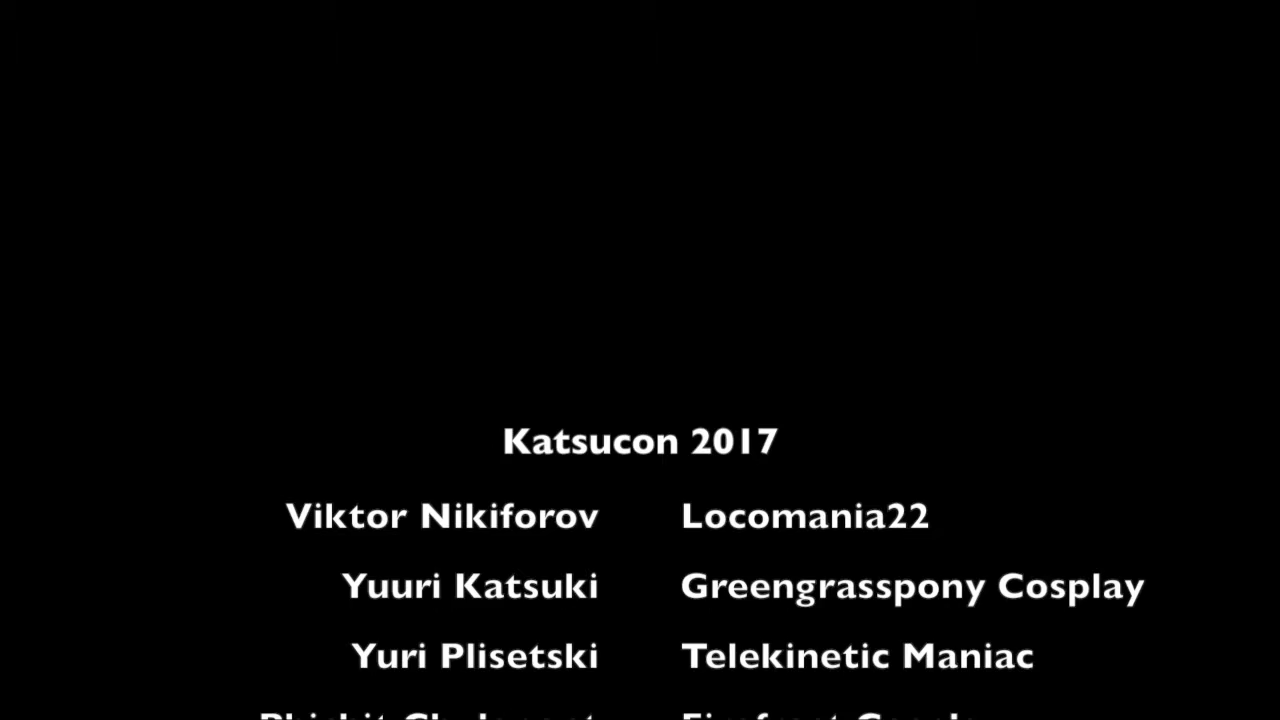 Katsucon 2017
Viktor Nikiforov Locomania22
Yuuri Katsuki Greengrasspony Cosplay
Yuri Plisetski Telekinetic Maniac